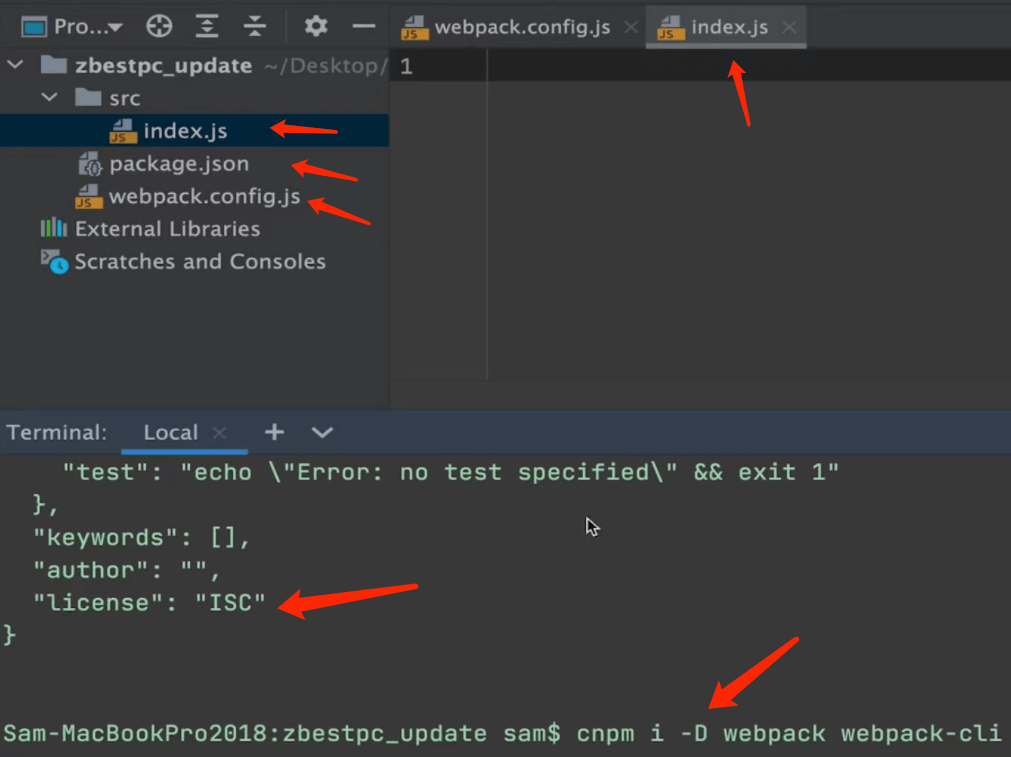 Pro...
webpack.config.js
index.js
zbestpc_update ~/Desktop/
1
src
index.js
package.json
webpack.config.js
External Libraries
Scratches and Consoles
Terminal: Local
"test": "echo \"Error: no test specified\" && exit 1"
},
"keywords": [],
"author": "",
"license": "ISC"
}
Sam-MacBookPro2018:zbestpc_update sam$ cnpm i -D webpack webpack-cli